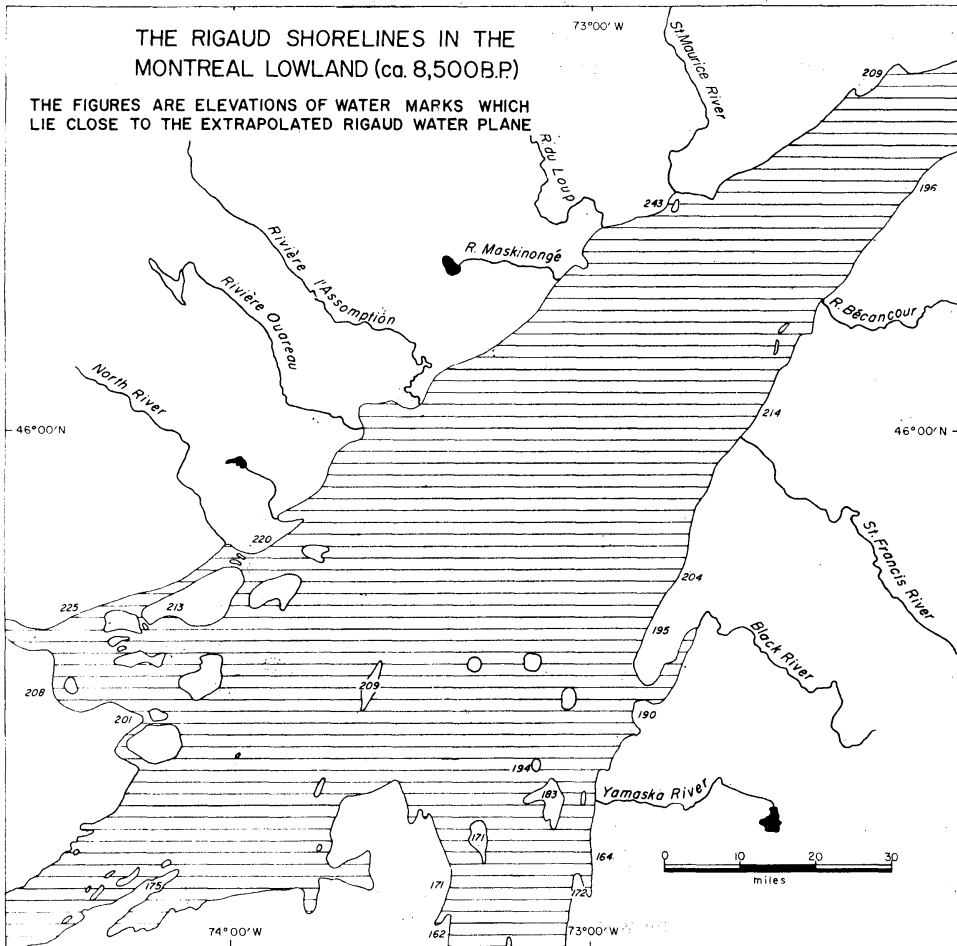 THE RIGAUD SHORELINES IN THE
MONTREAL LOWLAND (ca. 8,500B.P.)
THE FIGURES ARE ELEVATIONS OF WATER MARKS WHICH
LIE CLOSE TO THE EXTRAPOLATED RIGAUD WATER PLANE
73°00'W
St. Maurice River
209
R. du Loup
196
243
R. Maskinongé
Rivière l'Assomption
Rivière Ouareau
R. Bécancour
North River
214
46°00'N
46°00'N
St. Francis River
220
204
225
213
195
Black River
208
209
201
190
194
183
Yamaska River
171
164
0 10 20 30
miles
175
171
172
162
74°00'W
73°00'W